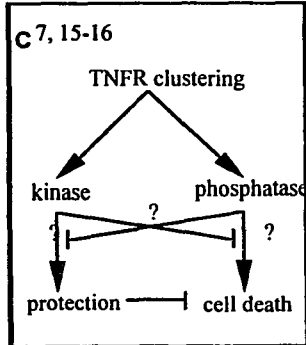 C 7, 15-16
TNFR clustering
kinase phosphatase
?
? ?
protection cell death